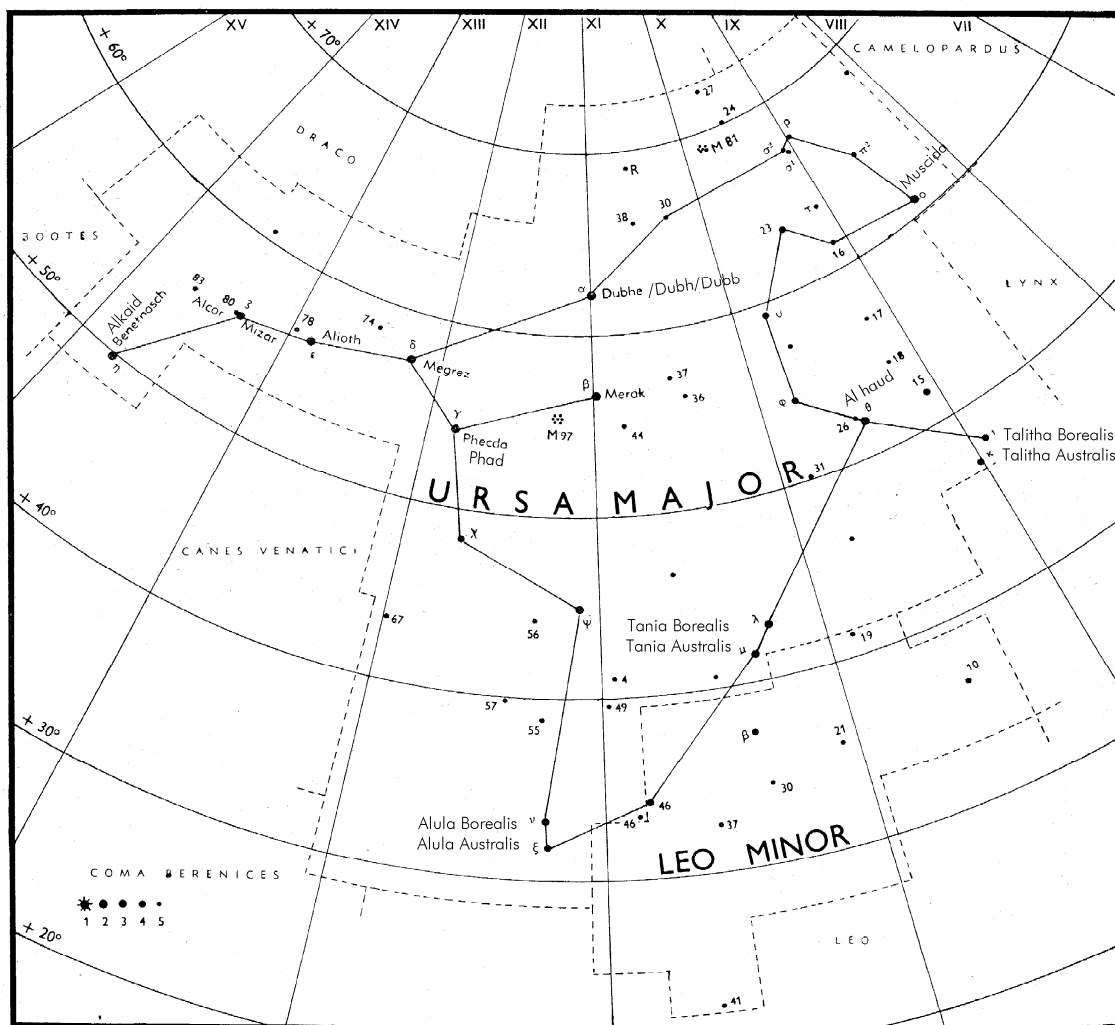 XV
XIV
XIII
XII
XI
X
IX
VIII
VII
+ 60°
+ 70°
CAMELOPARDUS
27
24
ρ
DRACO
M 81
σ²
σ¹
π²
R
Muscida
ο
τ
38
30
23
16
BOOTES
+ 50°
LYNX
83
Alcor
80
ζ
Mizar
Alkaid
Benetnasch
η
78
Alioth
ε
74
δ
Megrez
α
Dubhe /Dubh/Dubb
υ
17
18
15
β
Merak
37
36
Al haud
θ
φ
26
γ
Phecda
Phad
M 97
44
ι
Talitha Borealis
κ
Talitha Australis
31
URSA MAJOR
+ 40°
χ
CANES VENATICI
ψ
67
56
Tania Borealis
λ
Tania Australis
μ
19
10
4
57
49
55
β
21
+ 30°
30
46
46
37
Alula Borealis
ν
Alula Australis
ξ
LEO MINOR
COMA BERENICES
1 2 3 4 5
+ 20°
LEO
41